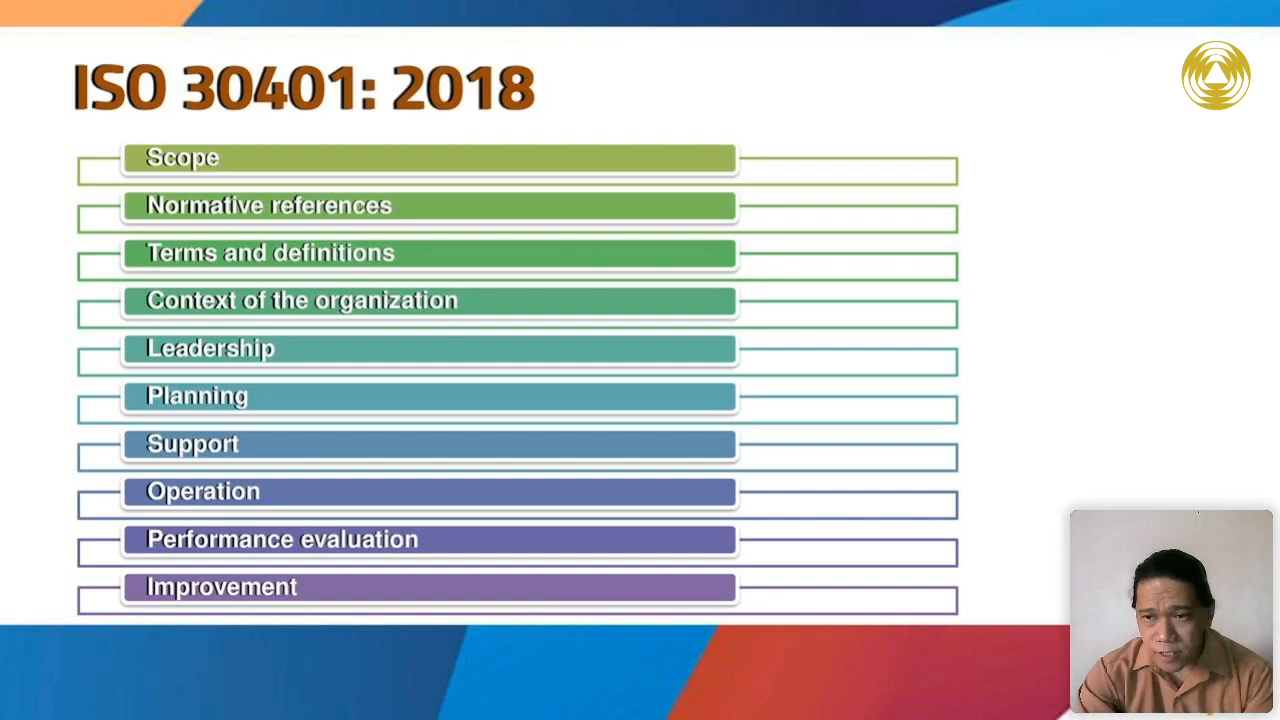 ISO 30401: 2018
Scope
Normative references
Terms and definitions
Context of the organization
Leadership
Planning
Support
Operation
Performance evaluation
Improvement